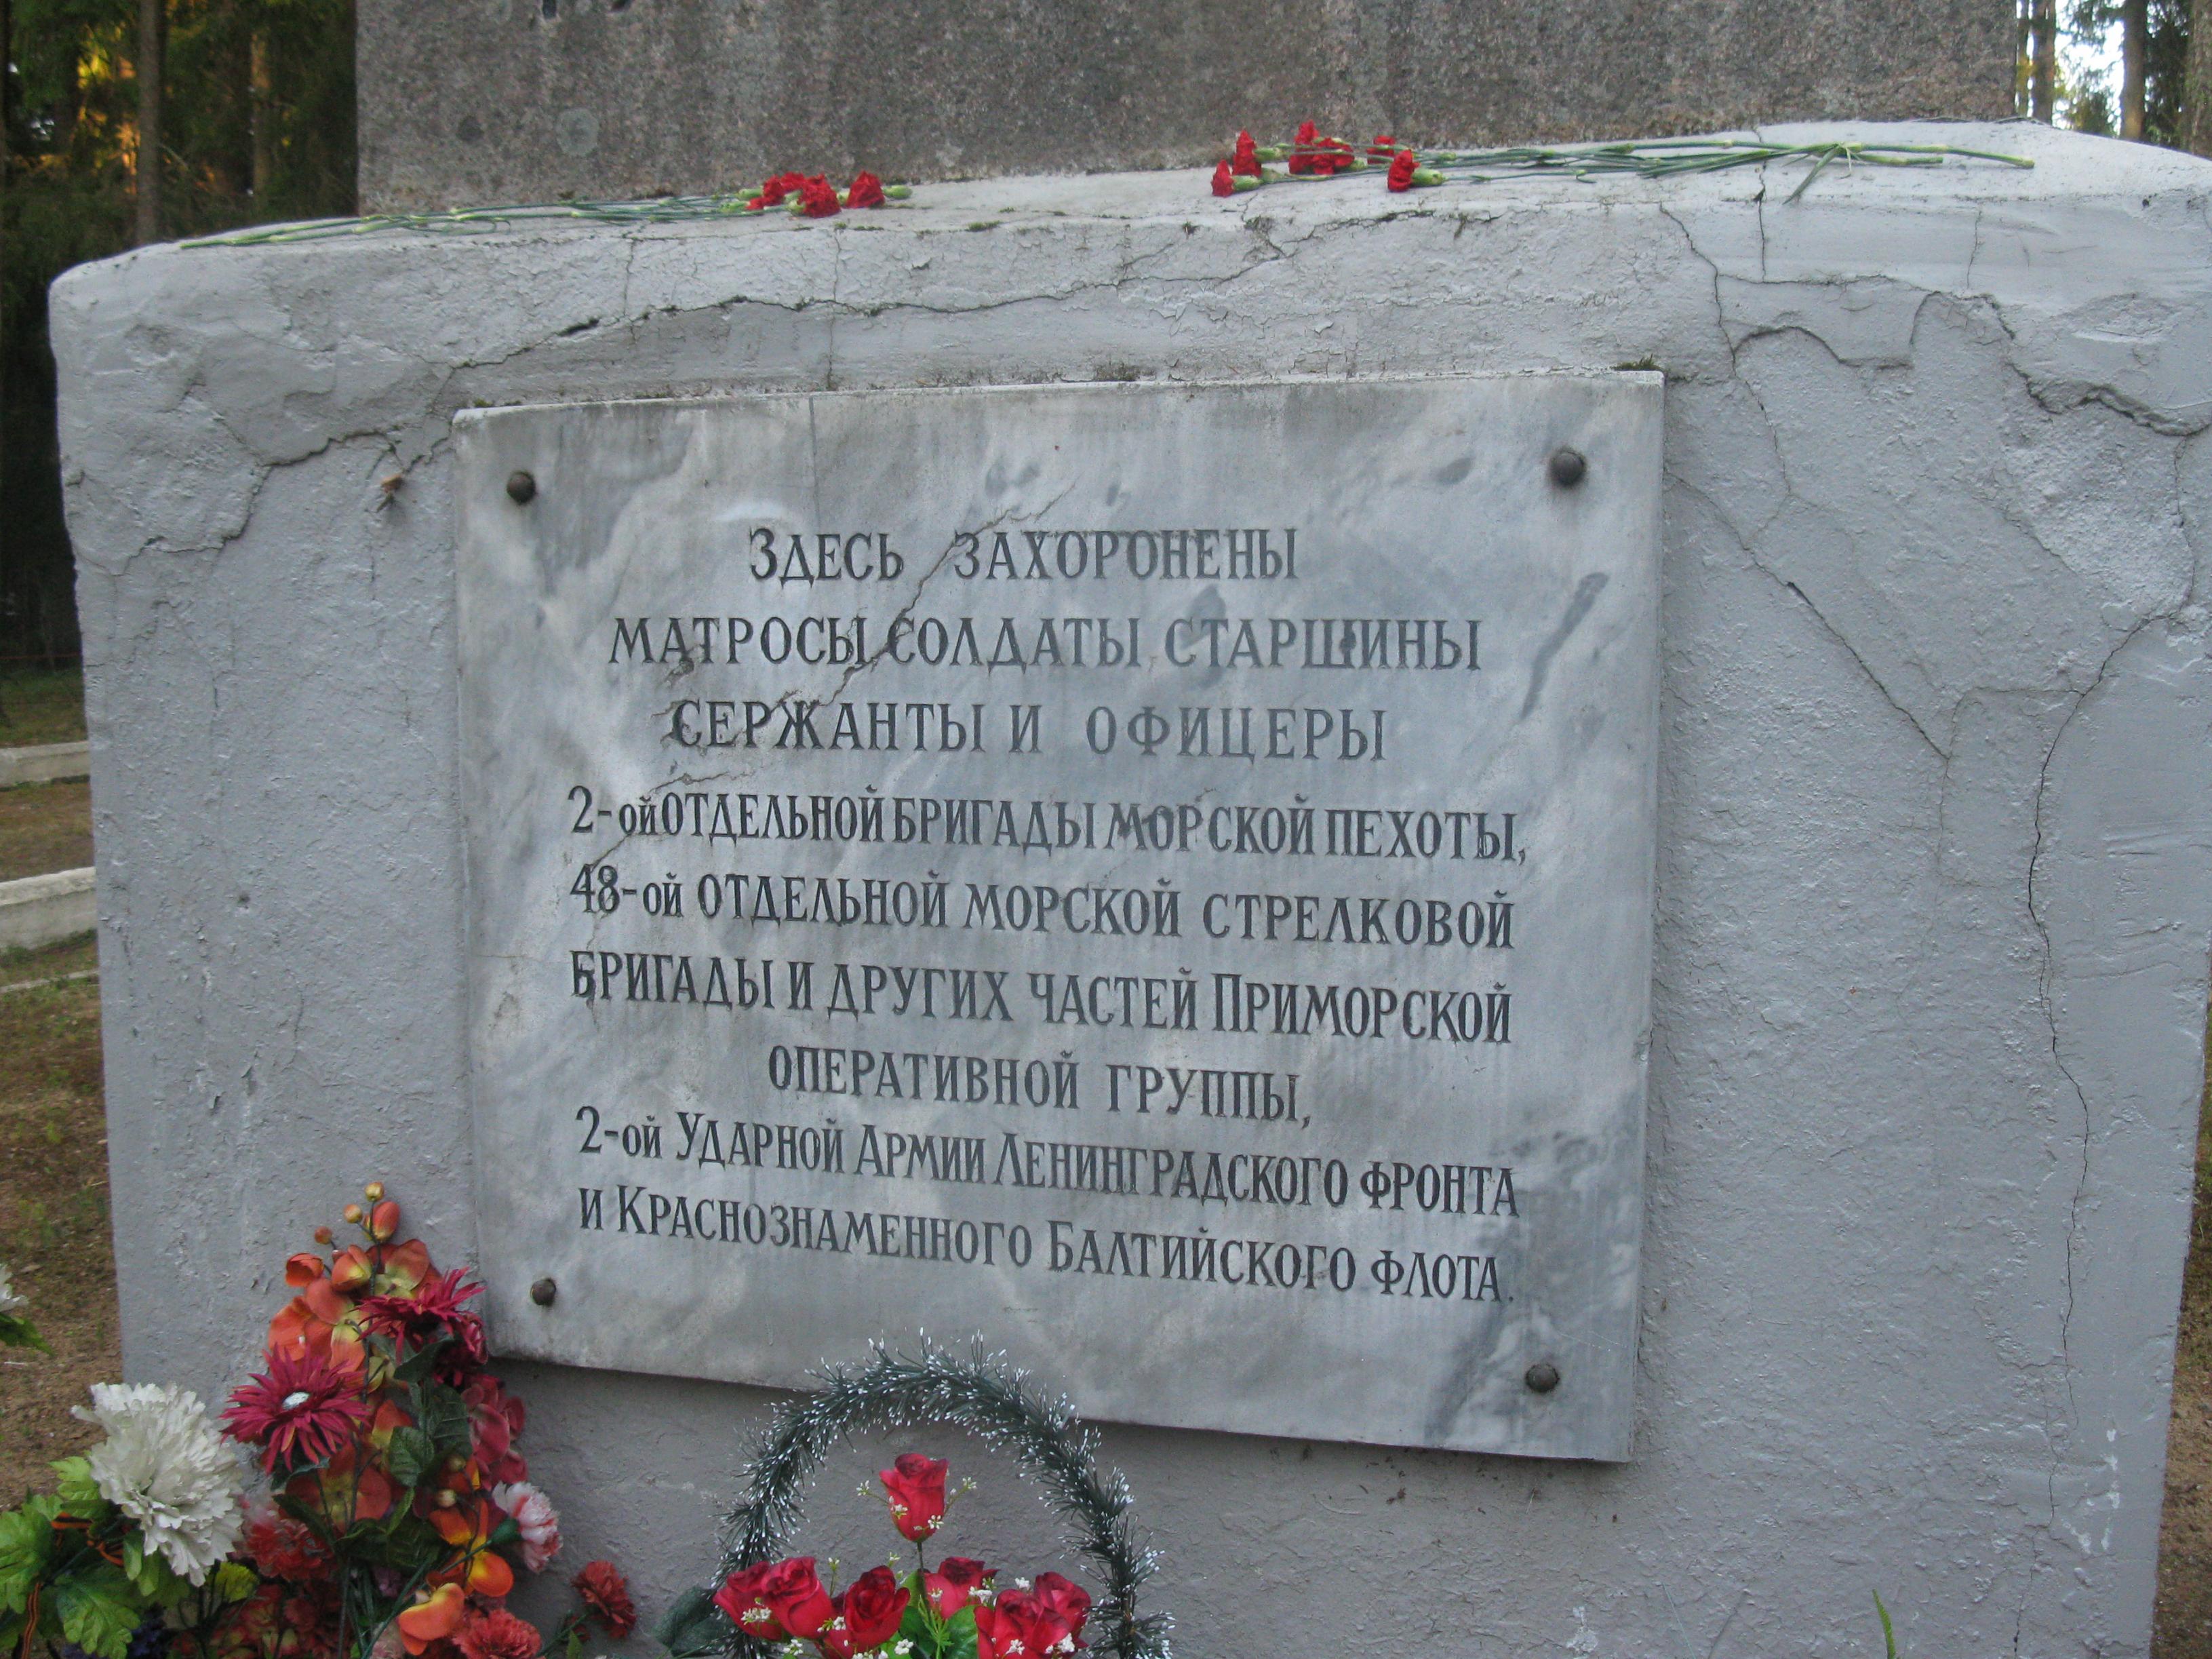 ЗДЕСЬ ЗАХОРОНЕНЫ
МАТРОСЫ СОЛДАТЫ СТАРШИНЫ
СЕРЖАНТЫ И ОФИЦЕРЫ
2-ой ОТДЕЛЬНОЙ БРИГАДЫ МОРСКОЙ ПЕХОТЫ,
48-ой ОТДЕЛЬНОЙ МОРСКОЙ СТРЕЛКОВОЙ
БРИГАДЫ И ДРУГИХ ЧАСТЕЙ ПРИМОРСКОЙ
ОПЕРАТИВНОЙ ГРУППЫ,
2-ой УДАРНОЙ АРМИИ ЛЕНИНГРАДСКОГО ФРОНТА
И КРАСНОЗНАМЕННОГО БАЛТИЙСКОГО ФЛОТА.